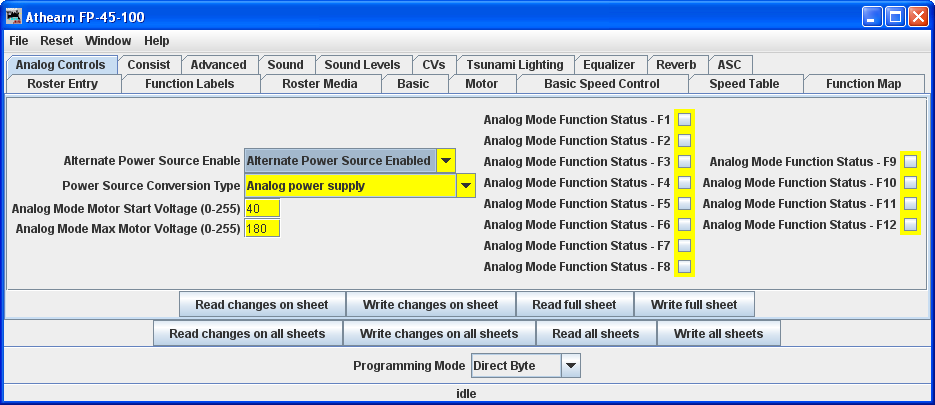 Athearn FP-45-100
File Reset Window Help
Analog Controls Consist Advanced Sound Sound Levels CVs Tsunami Lighting Equalizer Reverb ASC
Roster Entry Function Labels Roster Media Basic Motor Basic Speed Control Speed Table Function Map
Alternate Power Source Enable Alternate Power Source Enabled
Power Source Conversion Type Analog power supply
Analog Mode Motor Start Voltage (0-255) 40
Analog Mode Max Motor Voltage (0-255) 180
Analog Mode Function Status - F1
Analog Mode Function Status - F2
Analog Mode Function Status - F3
Analog Mode Function Status - F4
Analog Mode Function Status - F5
Analog Mode Function Status - F6
Analog Mode Function Status - F7
Analog Mode Function Status - F8
Analog Mode Function Status - F9
Analog Mode Function Status - F10
Analog Mode Function Status - F11
Analog Mode Function Status - F12
Read changes on sheet Write changes on sheet Read full sheet Write full sheet
Read changes on all sheets Write changes on all sheets Read all sheets Write all sheets
Programming Mode Direct Byte
idle